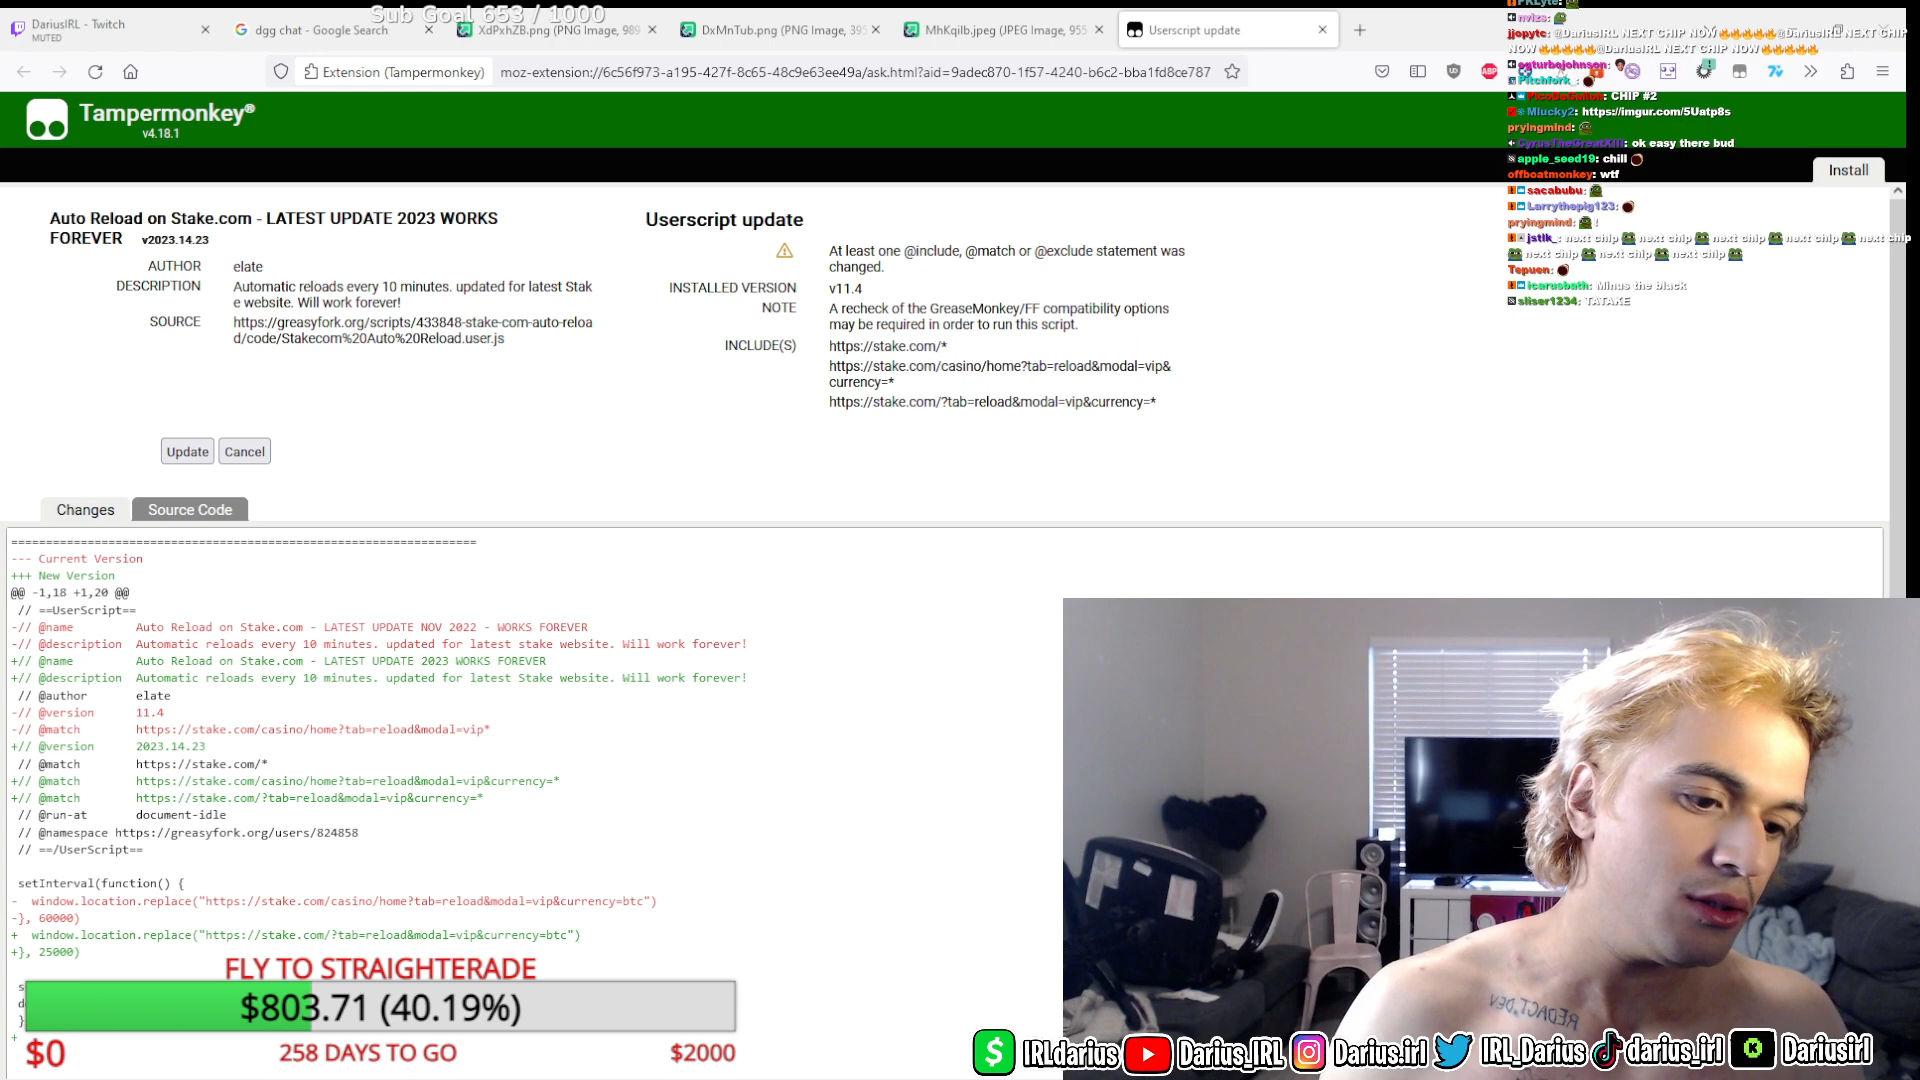 Sub Goal 653 / 1000
DariusIRL - Twitch
MUTED
dgg chat - Google Search
XdPxhZB.png (PNG Image, 989
DxMnTub.png (PNG Image, 395
MhKqilb.jpeg (JPEG Image, 955
Userscript update
Extension (Tampermonkey)
moz-extension://6c56f973-a195-427f-8c65-48c9e63ee49a/ask.html?aid=9adec870-1f57-4240-b6c2-bba1fd8ce787
Tampermonkey®
v4.18.1
Install
PKLyte:
nvizs:
jjopytc: @DariusIRL NEXT CHIP NOW @DariusIRL NEXT CHIP
NOW @DariusIRL NEXT CHIP NOW
Pitchfork_:
PicoDeGalloh: CHIP #2
Mlucky2: https://imgur.com/5Uatp8s
pryingmind:
CyrusTheGreatXIII: ok easy there bud
apple_seed19: chill
offboatmonkey: wtf
sacabubu:
Larrythepig123:
pryingmind: !
jstlk_: next chip next chip next chip next chip next chip
next chip next chip next chip
Tepuen:
icarusbath: Minus the black
sliser1234: TATAKE
Auto Reload on Stake.com - LATEST UPDATE 2023 WORKS
FOREVER v2023.14.23
AUTHOR elate
DESCRIPTION Automatic reloads every 10 minutes. updated for latest Stak
e website. Will work forever!
SOURCE https://greasyfork.org/scripts/433848-stake-com-auto-reloa
d/code/Stakecom%20Auto%20Reload.user.js
Userscript update
At least one @include, @match or @exclude statement was
changed.
INSTALLED VERSION v11.4
NOTE A recheck of the GreaseMonkey/FF compatibility options
may be required in order to run this script.
INCLUDE(S) https://stake.com/*
https://stake.com/casino/home?tab=reload&modal=vip&
currency=*
https://stake.com/?tab=reload&modal=vip&currency=*
Update Cancel
Changes Source Code
===================================================================
--- Current Version
+++ New Version
@@ -1,18 +1,20 @@
// ==UserScript==
-// @name Auto Reload on Stake.com - LATEST UPDATE NOV 2022 - WORKS FOREVER
-// @description Automatic reloads every 10 minutes. updated for latest stake website. Will work forever!
+// @name Auto Reload on Stake.com - LATEST UPDATE 2023 WORKS FOREVER
+// @description Automatic reloads every 10 minutes. updated for latest Stake website. Will work forever!
// @author elate
-// @version 11.4
-// @match https://stake.com/casino/home?tab=reload&modal=vip*
+// @version 2023.14.23
// @match https://stake.com/*
+// @match https://stake.com/casino/home?tab=reload&modal=vip&currency=*
+// @match https://stake.com/?tab=reload&modal=vip&currency=*
// @run-at document-idle
// @namespace https://greasyfork.org/users/824858
// ==/UserScript==
setInterval(function() {
- window.location.replace("https://stake.com/casino/home?tab=reload&modal=vip&currency=btc")
-}, 60000)
+ window.location.replace("https://stake.com/?tab=reload&modal=vip&currency=btc")
+}, 25000)
s
d
}
+
FLY TO STRAIGHTERADE
$803.71 (40.19%)
$0 258 DAYS TO GO $2000
REDACT.DEV
IRLdarius Darius_IRL Darius.irl IRL_Darius darius_irl Dariusirl